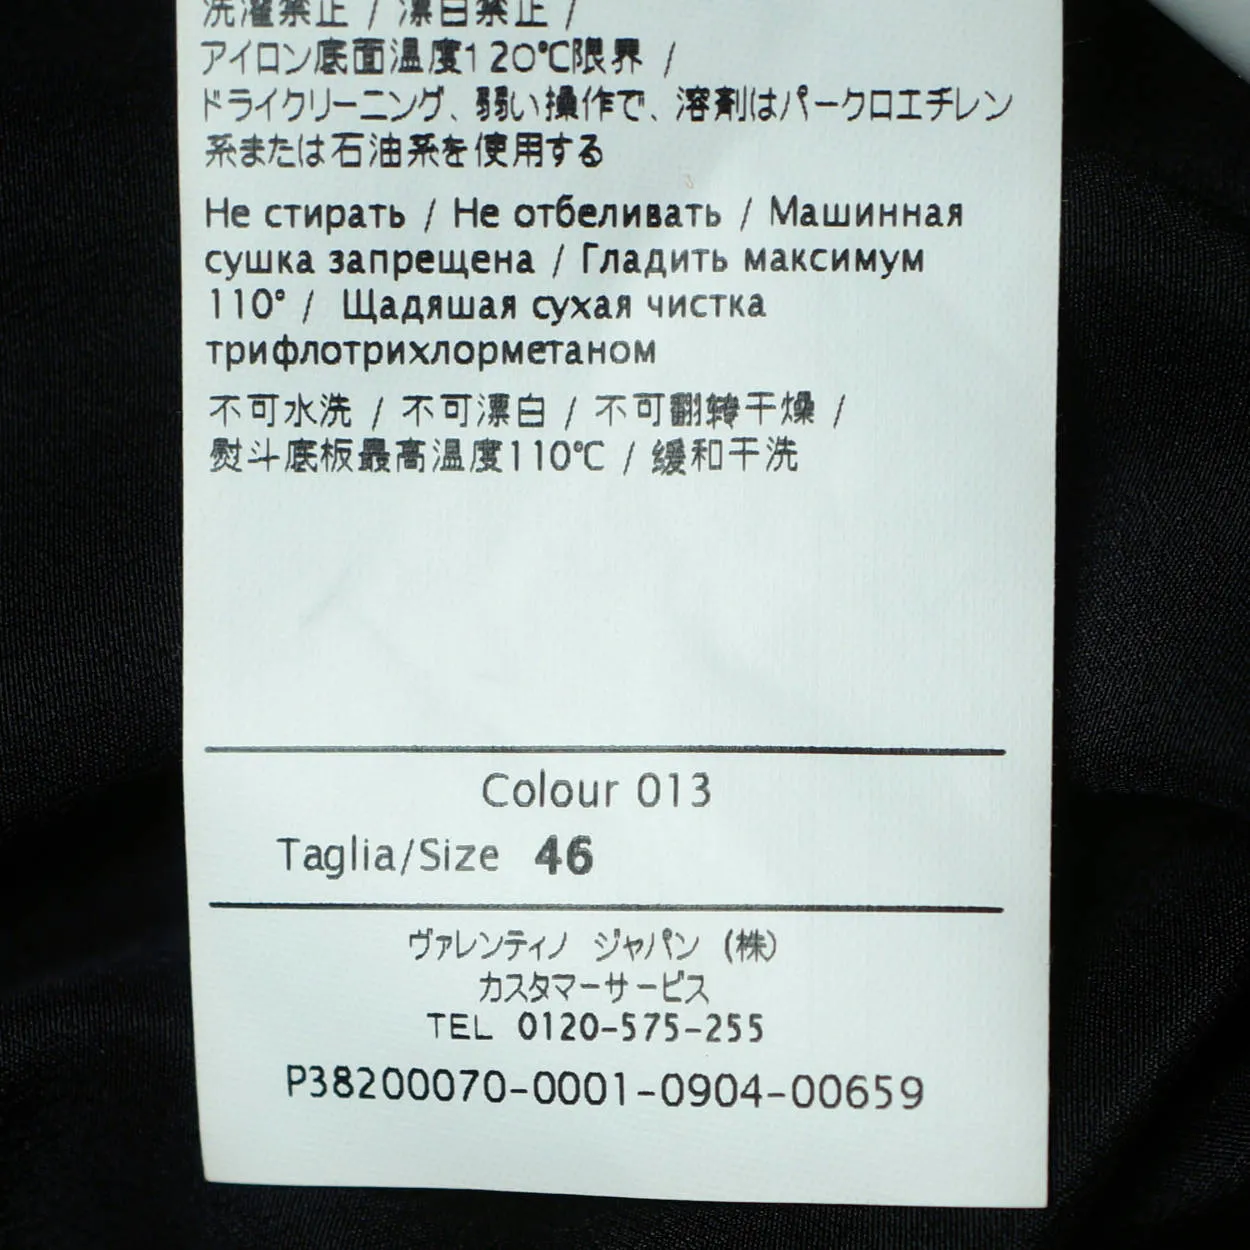 洗濯禁止 / 漂白禁止 /
アイロン底面温度120℃限界 /
ドライクリーニング、弱い操作で、溶剤はパークロエチレン
系または石油系を使用する
Не стирать / Не отбеливать / Машинная
сушка запрещена / Гладить максимум
110° / Щадяшая сухая чистка
трифлотрихлорметаном
不可水洗 / 不可漂白 / 不可翻转干燥 /
熨斗底板最高温度110℃ / 缓和干洗
Colour 013
Taglia/Size 46
ヴァレンティノ ジャパン (株)
カスタマーサービス
TEL 0120-575-255
P38200070-0001-0904-00659